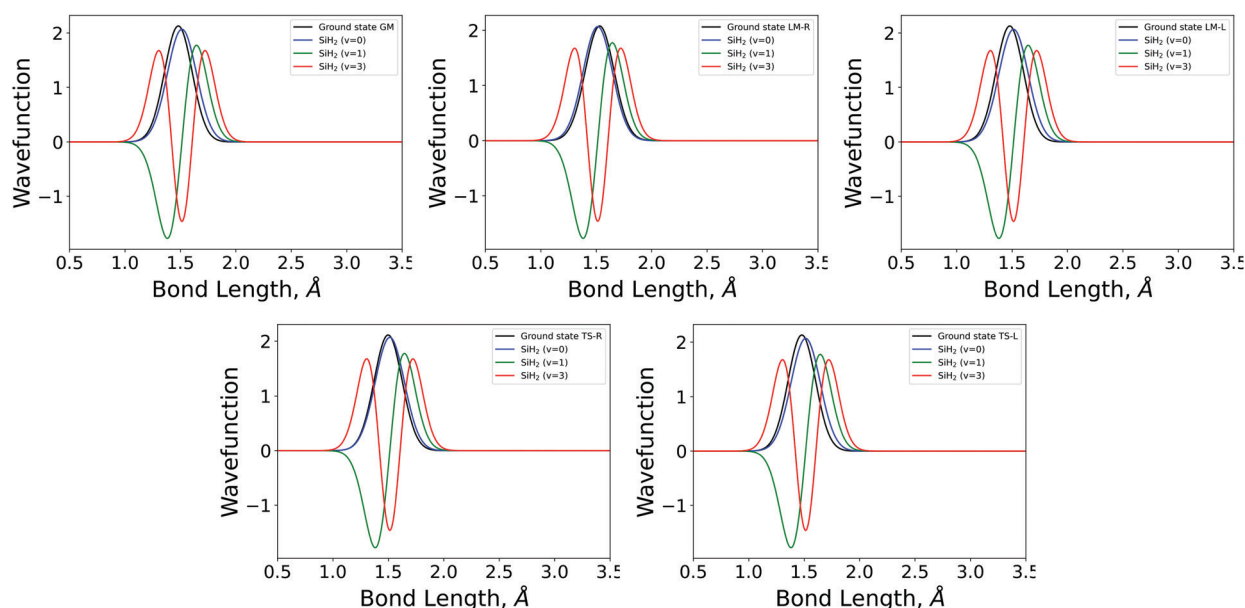 Wavefunction
2
1
0
−1
Ground state GM
SiH₂ (v=0)
SiH₂ (v=1)
SiH₂ (v=3)
0.5 1.0 1.5 2.0 2.5 3.0 3.5
Bond Length, Å
Wavefunction
2
1
0
−1
Ground state LM-R
SiH₂ (v=0)
SiH₂ (v=1)
SiH₂ (v=3)
0.5 1.0 1.5 2.0 2.5 3.0 3.5
Bond Length, Å
Wavefunction
2
1
0
−1
Ground state LM-L
SiH₂ (v=0)
SiH₂ (v=1)
SiH₂ (v=3)
0.5 1.0 1.5 2.0 2.5 3.0 3.5
Bond Length, Å
Wavefunction
2
1
0
−1
Ground state TS-R
SiH₂ (v=0)
SiH₂ (v=1)
SiH₂ (v=3)
0.5 1.0 1.5 2.0 2.5 3.0 3.5
Bond Length, Å
Wavefunction
2
1
0
−1
Ground state TS-L
SiH₂ (v=0)
SiH₂ (v=1)
SiH₂ (v=3)
0.5 1.0 1.5 2.0 2.5 3.0 3.5
Bond Length, Å